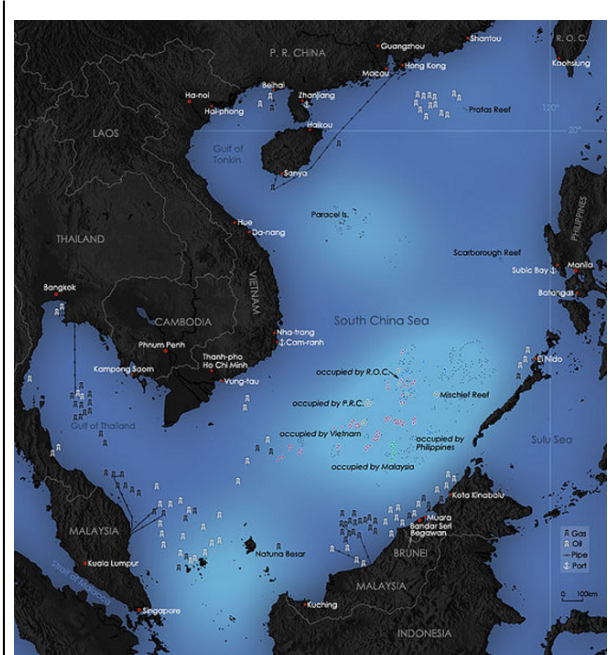 Shantou
R. O. C.
Guangzhou
P. R. CHINA
Macau
Hong Kong
Kaohsiung
Beihai
Zhanjiang
Ha-noi
Hai-phong
Pratas Reef
120°
20°
Haikou
LAOS
Gulf of
Tonkin
Sanya
Paracel Is.
Hue
Da-nang
THAILAND
VIETNAM
PHILIPPINES
Scarborough Reef
Subic Bay
Manila
Batangas
Bangkok
CAMBODIA
South China Sea
Nha-trang
Cam-ranh
Phnum Penh
Thanh-pho
Ho Chi Minh
Kampong Saom
Vung-tau
El Nido
occupied by R.O.C.
Mischief Reef
occupied by P.R.C.
Gulf of Thailand
occupied by Vietnam
occupied by
Philippines
Sulu Sea
occupied by Malaysia
Kota Kinabalu
Muara
Bandar Seri
Begawan
MALAYSIA
Natuna Besar
BRUNEI
Kuala Lumpur
MALAYSIA
Strait of Malacca
Singapore
Kuching
INDONESIA
Gas
Oil
Pipe
Port
0 100km